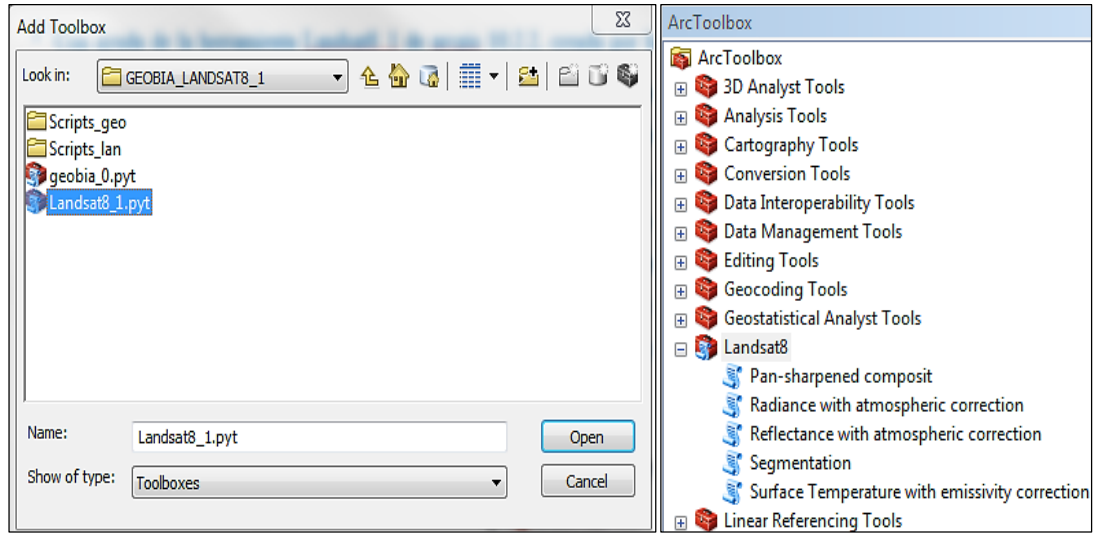 Add Toolbox
Look in: GEOBIA_LANDSAT8_1
Scripts_geo
Scripts_lan
geobia_0.pyt
Landsat8_1.pyt
Name: Landsat8_1.pyt Open
Show of type: Toolboxes Cancel
ArcToolbox
ArcToolbox
3D Analyst Tools
Analysis Tools
Cartography Tools
Conversion Tools
Data Interoperability Tools
Data Management Tools
Editing Tools
Geocoding Tools
Geostatistical Analyst Tools
Landsat8
Pan-sharpened composit
Radiance with atmospheric correction
Reflectance with atmospheric correction
Segmentation
Surface Temperature with emissivity correction
Linear Referencing Tools